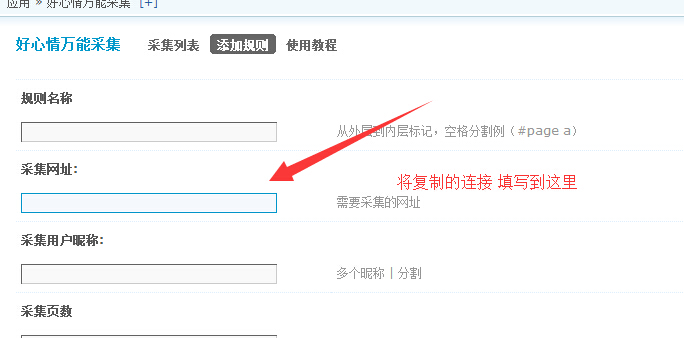 应用 » 好心情万能采集 [+]
好心情万能采集 采集列表 添加规则 使用教程
规则名称
从外层到内层标记，空格分割例（#page a）
采集网址:
将复制的连接 填写到这里
需要采集的网址
采集用户昵称:
多个昵称 | 分割
采集页数